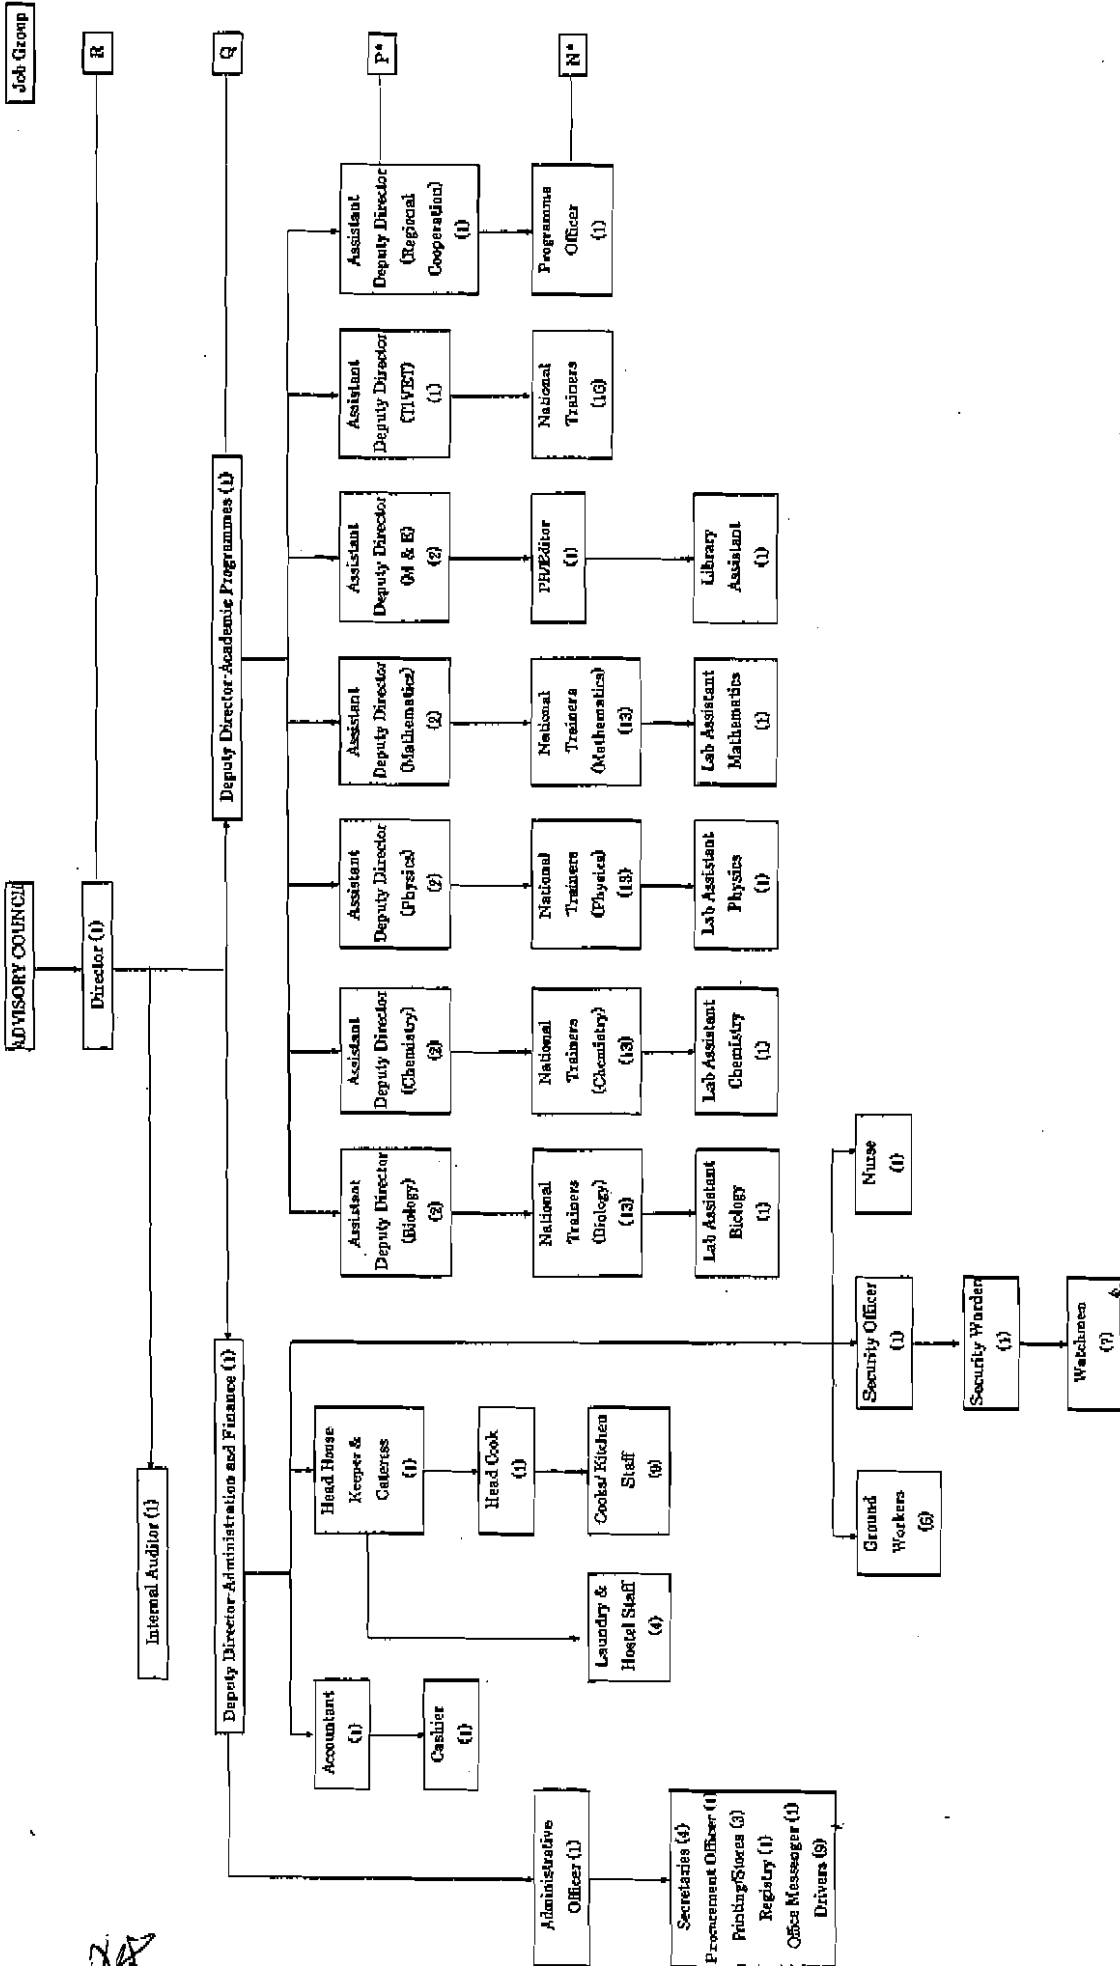 Job Group
ADVISORY COUNCIL
Director (1)
R
Internal Auditor (1)
Deputy Director-Administration and Finance (1)
Deputy Director-Academic Programmes (1)
Q
Accountant
(1)
Head House
Keeper &
Cateress
(1)
Assistant
Deputy Director
(Biology)
(2)
Assistant
Deputy Director
(Chemistry)
(2)
Assistant
Deputy Director
(Physics)
(2)
Assistant
Deputy Director
(Mathematics)
(2)
Assistant
Deputy Director
(M & E)
(2)
Assistant
Deputy Director
(TIVET)
(1)
Assistant
Deputy Director
(Regional
Cooperation)
(1)
P*
Cashier
(1)
Head Cook
(1)
Administrative
Officer (1)
Laundry &
Hostel Staff
(4)
Cooks/ Kitchen
Staff
(9)
National
Trainers
(Biology)
(13)
National
Trainers
(Chemistry)
(13)
National
Trainers
(Physics)
(13)
National
Trainers
(Mathematics)
(13)
PR/Editor
(1)
National
Trainers
(16)
Programme
Officer
(1)
N*
Secretaries (4)
Procurement Officer (1)
Printing/Stores (3)
Registry (1)
Office Messenger (1)
Drivers (9)
Lab Assistant
Biology
(1)
Lab Assistant
Chemistry
(1)
Lab Assistant
Physics
(1)
Lab Assistant
Mathematics
(1)
Library
Assistant
(1)
Ground
Workers
(6)
Security Officer
(1)
Nurse
(1)
Security Warden
(1)
Watchmen
(7)